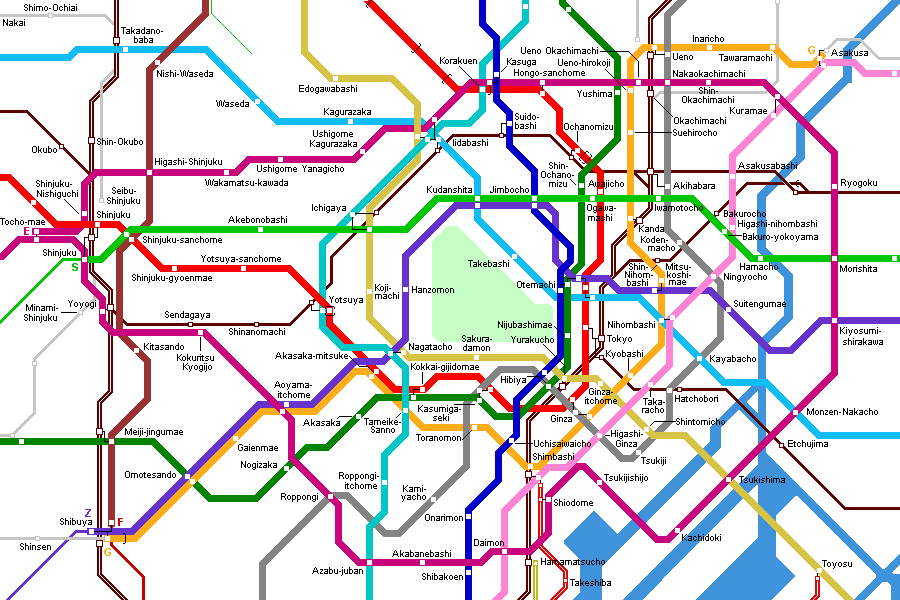 Shimo-Ochiai
Nakai
Takadano-
baba
Nishi-Waseda
Edogawabashi
Korakuen
Kasuga
Hongo-sanchome
Ueno Okachimachi
Ueno-hirokoji
Yushima
Inaricho
Ueno
Tawaramachi
G
Asakusa
Nakaokachimachi
Shin-
Okachimachi
Kuramae
Okachimachi
Suehirocho
Waseda
Kagurazaka
Ushigome
Kagurazaka
Iidabashi
Suido-
bashi
Ochanomizu
Shin-Okubo
Okubo
Higashi-Shinjuku
Wakamatsu-kawada
Ushigome
Yanagicho
Shin-
Ochano-
mizu
Awajicho
Akihabara
Asakusabashi
Ryogoku
Shinjuku-
Nishiguchi
Seibu-
Shinjuku
Shinjuku
Tocho-mae
E
Shinjuku
S
Shinjuku-sanchome
Akebonobashi
Ichigaya
Kudanshita
Jimbocho
Ogawa-
machi
Iwamotocho
Kanda
Koden-
macho
Bakurocho
Higashi-nihombashi
Bakuro-yokoyama
Hamacho
Morishita
Shinjuku-gyoenmae
Yotsuya-sanchome
Yotsuya
Koji-
machi
Hanzomon
Takebashi
Otemachi
Shin-
Nihom-
bashi
Mitsu-
koshi-
mae
Ningyocho
Suitengumae
Kiyosumi-
shirakawa
Minami-
Shinjuku
Yoyogi
Sendagaya
Shinanomachi
Kitasando
Kokuritsu
Kyogijo
Nijubashimae
Yurakucho
Nihombashi
Tokyo
Kyobashi
Kayabacho
Akasaka-mitsuke
Nagatacho
Sakura-
damon
Kokkai-gijidomae
Hibiya
Aoyama-
itchome
Akasaka
Tameike-
Sanno
Kasumiga-
seki
Toranomon
Ginza-
itchome
Ginza
Taka-
racho
Hatchobori
Shintomicho
Monzen-Nakacho
Etchujima
Meiji-jingumae
Omotesando
Gaienmae
Nogizaka
Roppongi
Roppongi-
itchome
Kami-
yacho
Uchisaiwaicho
Shimbashi
Higashi-
Ginza
Tsukiji
Tsukijishijo
Tsukishima
Shiodome
Onarimon
Z
Shibuya
F
G
Shinsen
Azabu-juban
Akabanebashi
Shibakoen
Daimon
Hamamatsucho
Takeshiba
Kachidoki
Toyosu